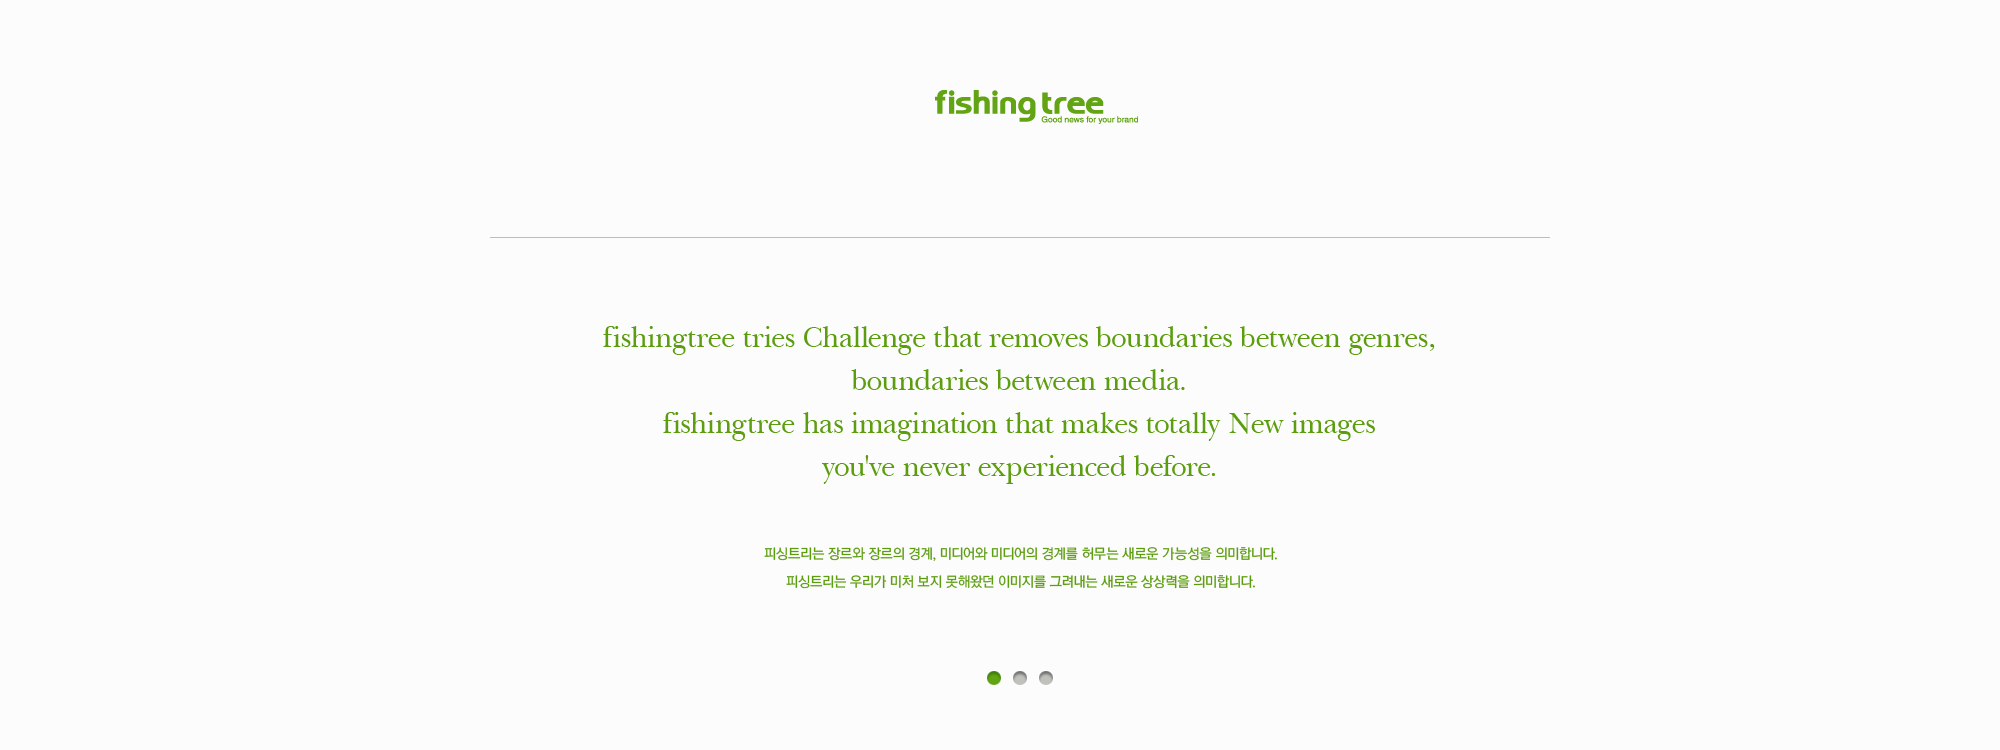 fishing tree
Good news for your brand
fishingtree tries Challenge that removes boundaries between genres,
boundaries between media.
fishingtree has imagination that makes totally New images
you've never experienced before.
피싱트리는 장르와 장르의 경계, 미디어와 미디어의 경계를 허무는 새로운 가능성을 의미합니다.
피싱트리는 우리가 미처 보지 못해왔던 이미지를 그려내는 새로운 상상력을 의미합니다.